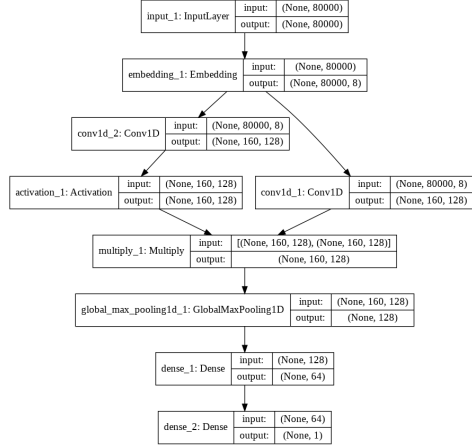 input_1: InputLayer
input: (None, 80000)
output: (None, 80000)
embedding_1: Embedding
input: (None, 80000)
output: (None, 80000, 8)
conv1d_2: Conv1D
input: (None, 80000, 8)
output: (None, 160, 128)
activation_1: Activation
input: (None, 160, 128)
output: (None, 160, 128)
conv1d_1: Conv1D
input: (None, 80000, 8)
output: (None, 160, 128)
multiply_1: Multiply
input: [(None, 160, 128), (None, 160, 128)]
output: (None, 160, 128)
global_max_pooling1d_1: GlobalMaxPooling1D
input: (None, 160, 128)
output: (None, 128)
dense_1: Dense
input: (None, 128)
output: (None, 64)
dense_2: Dense
input: (None, 64)
output: (None, 1)